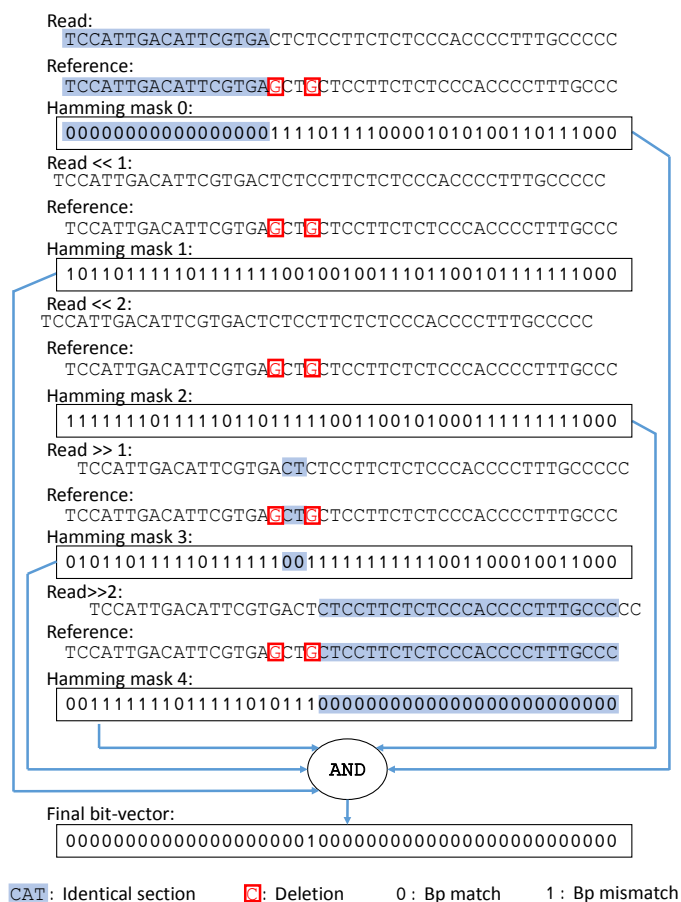 Read:
TCCATTGACATTCGTGACTCTCCTTCTCTCCCACCCCTTTGCCCCC
Reference:
TCCATTGACATTCGTGAGCTGCTCCTTCTCTCCCACCCCTTTGCCC
Hamming mask 0:
0000000000000000011110111100001010100110111000
Read << 1:
TCCATTGACATTCGTGACTCTCCTTCTCTCCCACCCCTTTGCCCCC
Reference:
TCCATTGACATTCGTGAGCTGCTCCTTCTCTCCCACCCCTTTGCCC
Hamming mask 1:
1011011111011111110010010011101100101111111000
Read << 2:
TCCATTGACATTCGTGACTCTCCTTCTCTCCCACCCCTTTGCCCCC
Reference:
TCCATTGACATTCGTGAGCTGCTCCTTCTCTCCCACCCCTTTGCCC
Hamming mask 2:
1111111011111011011111001100101000111111111000
Read >> 1:
TCCATTGACATTCGTGACTCTCCTTCTCTCCCACCCCTTTGCCCCC
Reference:
TCCATTGACATTCGTGAGCTGCTCCTTCTCTCCCACCCCTTTGCCC
Hamming mask 3:
0101101111101111110011111111111001100010011000
Read>>2:
TCCATTGACATTCGTGACTCTCCTTCTCTCCCACCCCTTTGCCCCC
Reference:
TCCATTGACATTCGTGAGCTGCTCCTTCTCTCCCACCCCTTTGCCC
Hamming mask 4:
0011111110111110101110000000000000000000000000
AND
Final bit-vector:
0000000000000000000010000000000000000000000000
CAT : Identical section C : Deletion 0 : Bp match 1 : Bp mismatch